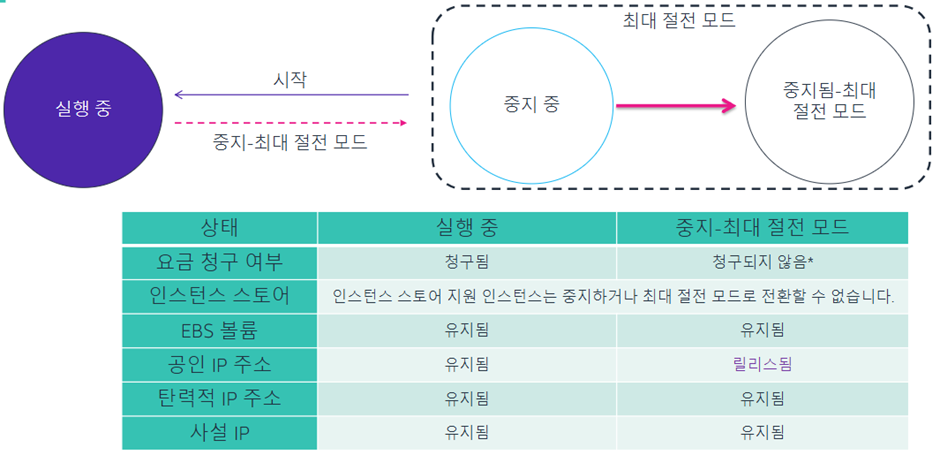 최대 절전 모드
시작
실행 중
중지 중
중지됨-최대
절전 모드
중지-최대 절전 모드
상태 실행 중 중지-최대 절전 모드
요금 청구 여부 청구됨 청구되지 않음*
인스턴스 스토어 인스턴스 스토어 지원 인스턴스는 중지하거나 최대 절전 모드로 전환할 수 없습니다.
EBS 볼륨 유지됨 유지됨
공인 IP 주소 유지됨 릴리스됨
탄력적 IP 주소 유지됨 유지됨
사설 IP 유지됨 유지됨